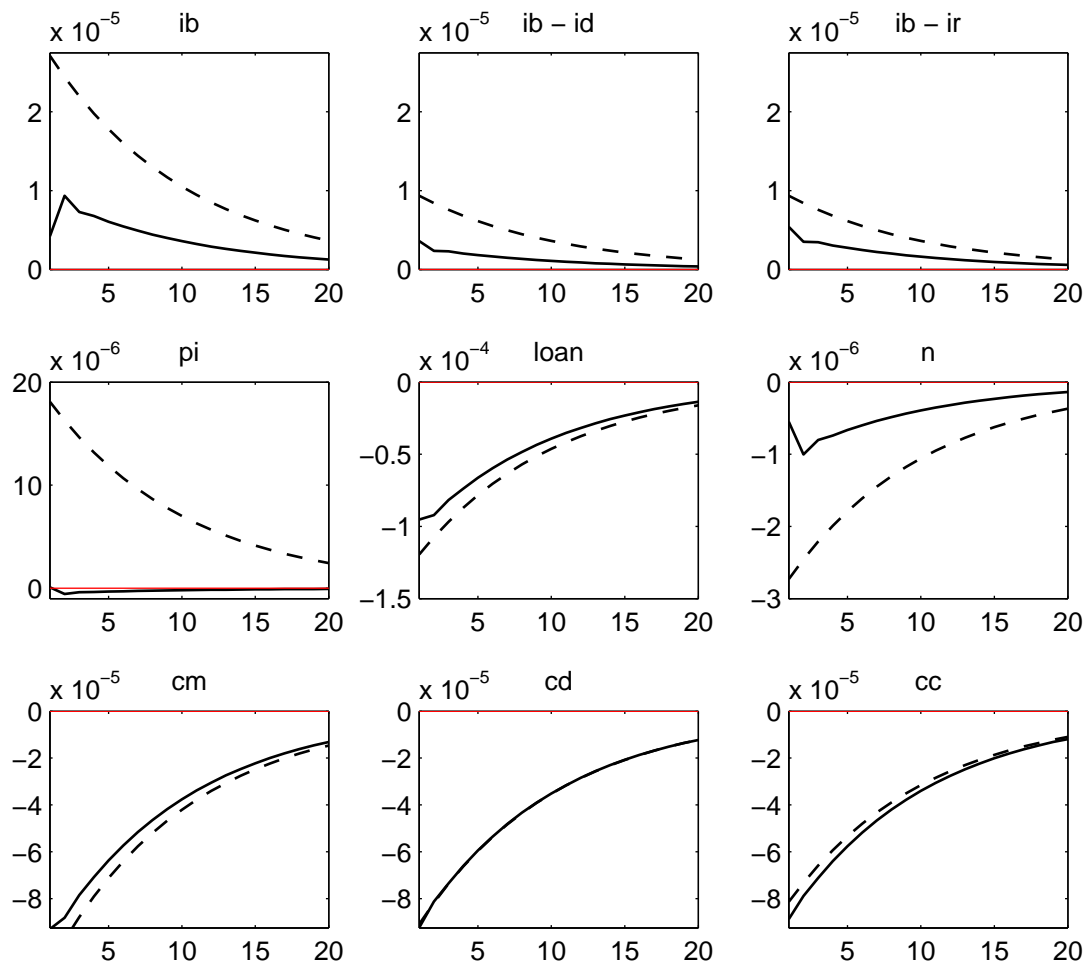 x 10⁻⁵ ib
2
1
0
5 10 15 20
x 10⁻⁵ ib − id
2
1
0
5 10 15 20
x 10⁻⁵ ib − ir
2
1
0
5 10 15 20
x 10⁻⁶ pi
20
10
0
5 10 15 20
x 10⁻⁴ loan
0
−0.5
−1
−1.5
5 10 15 20
x 10⁻⁶ n
0
−1
−2
−3
5 10 15 20
x 10⁻⁵ cm
0
−2
−4
−6
−8
5 10 15 20
x 10⁻⁵ cd
0
−2
−4
−6
−8
5 10 15 20
x 10⁻⁵ cc
0
−2
−4
−6
−8
5 10 15 20